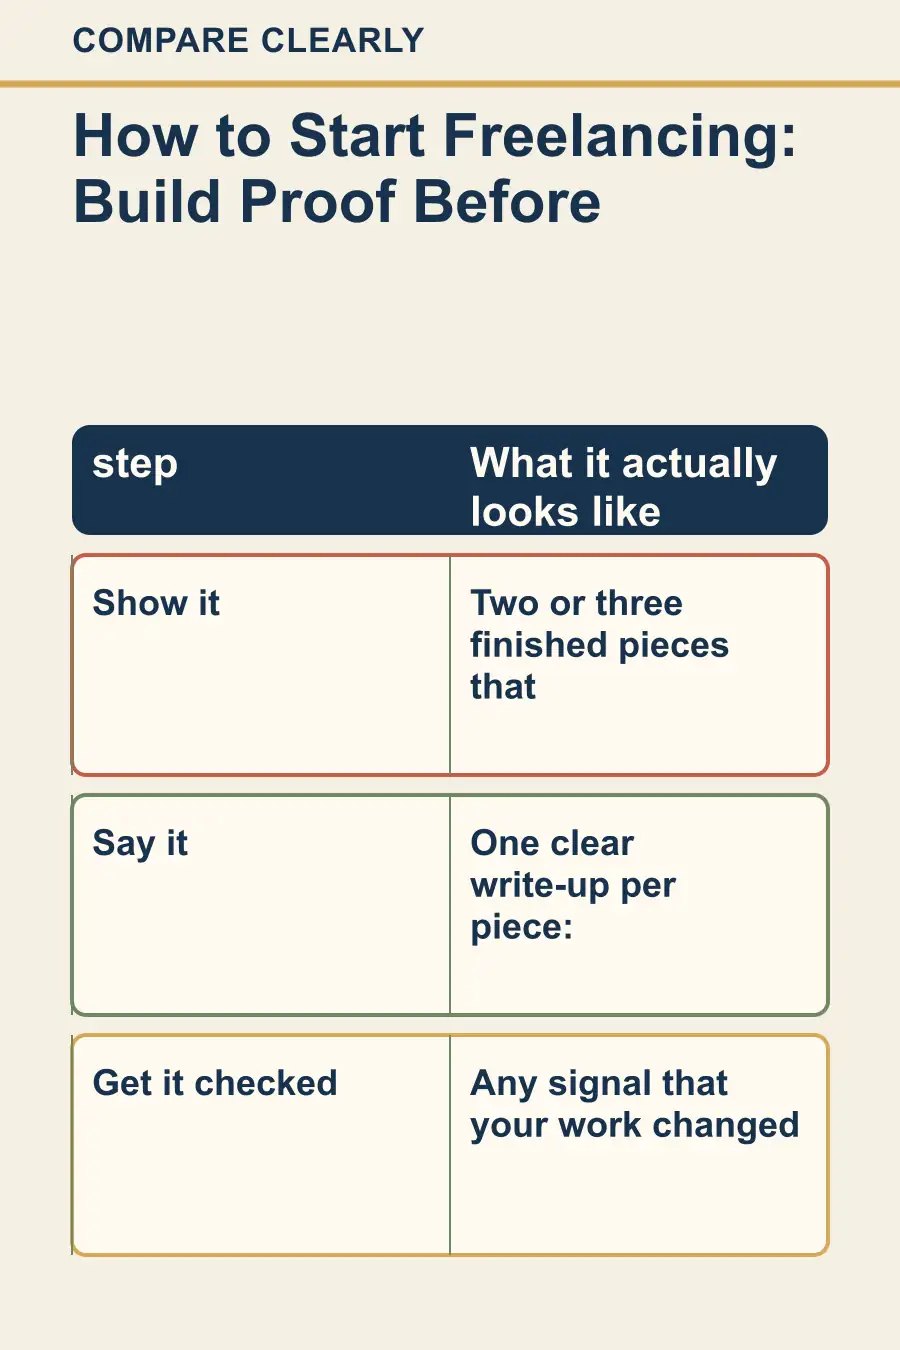 COMPARE CLEARLY
How to Start Freelancing:
Build Proof Before
step
What it actually
looks like
Show it
Two or three
finished pieces
that
Say it
One clear
write-up per
piece:
Get it checked
Any signal that
your work changed